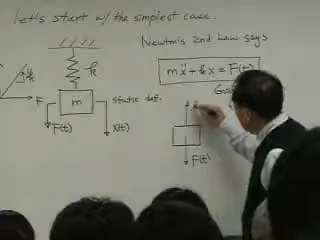 let's start w/ the simplest case.
Newton's 2nd Law says
mẍ + kx = F(t)
k
F
m
static def.
F(t)
x(t)
F(t)